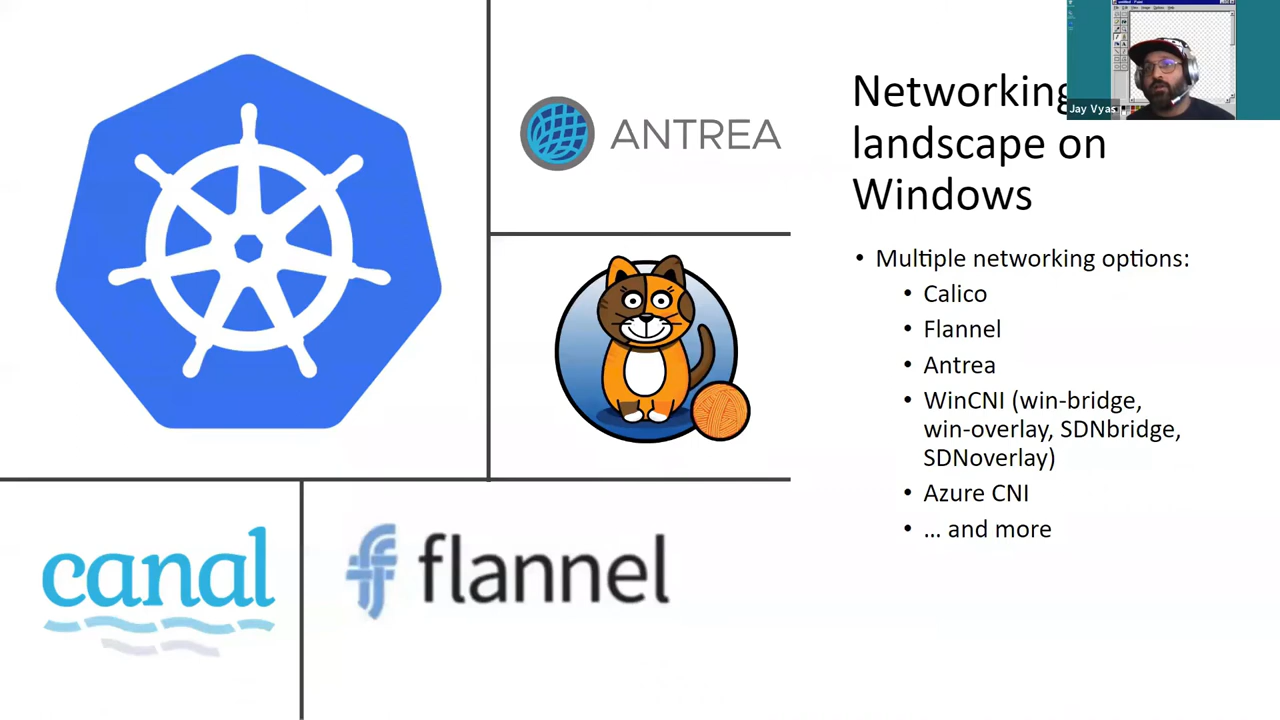 ANTREA
canal
flannel
Networking
landscape on
Windows
Jay Vyas
• Multiple networking options:
• Calico
• Flannel
• Antrea
• WinCNI (win-bridge,
win-overlay, SDNbridge,
SDNoverlay)
• Azure CNI
• … and more